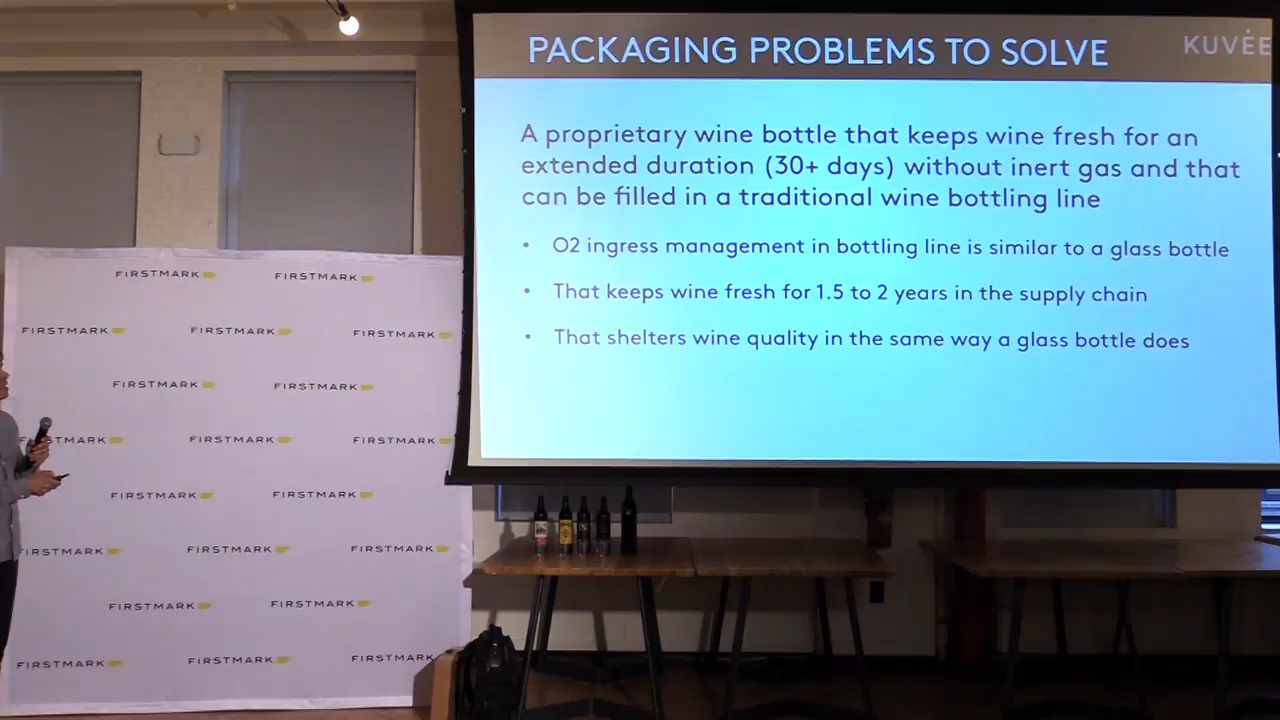 PACKAGING PROBLEMS TO SOLVE
KUVÉE
A proprietary wine bottle that keeps wine fresh for an
extended duration (30+ days) without inert gas and that
can be filled in a traditional wine bottling line
• O2 ingress management in bottling line is similar to a glass bottle
• That keeps wine fresh for 1.5 to 2 years in the supply chain
• That shelters wine quality in the same way a glass bottle does
FIRSTMARK FIRSTMARK
FIRSTMARK FIRSTMARK FIRSTMARK
FIRSTMARK FIRSTMARK
FIRSTMARK FIRSTMARK FIRSTMARK
FIRSTMARK FIRSTMARK
FIRSTMARK FIRSTMARK FIRSTMARK
FIRSTMARK FIRSTMARK
FIRSTMARK FIRSTMARK FIRSTMARK